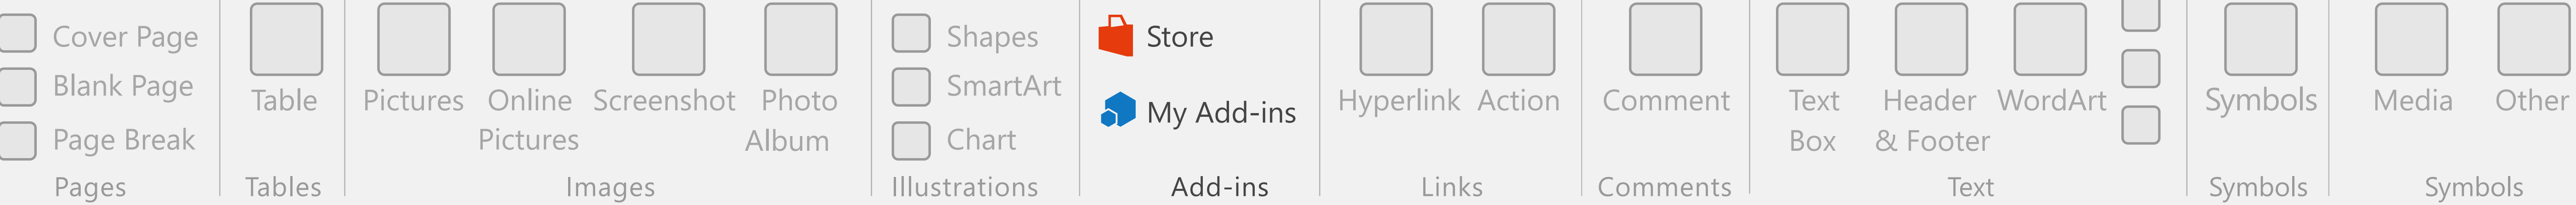 Cover Page
Blank Page
Page Break
Pages
Table
Tables
Pictures
Online
Pictures
Screenshot
Photo
Album
Images
Shapes
SmartArt
Chart
Illustrations
Store
My Add-ins
Add-ins
Hyperlink
Action
Links
Comment
Comments
Text
Box
Header
& Footer
WordArt
Text
Symbols
Symbols
Media
Other
Symbols